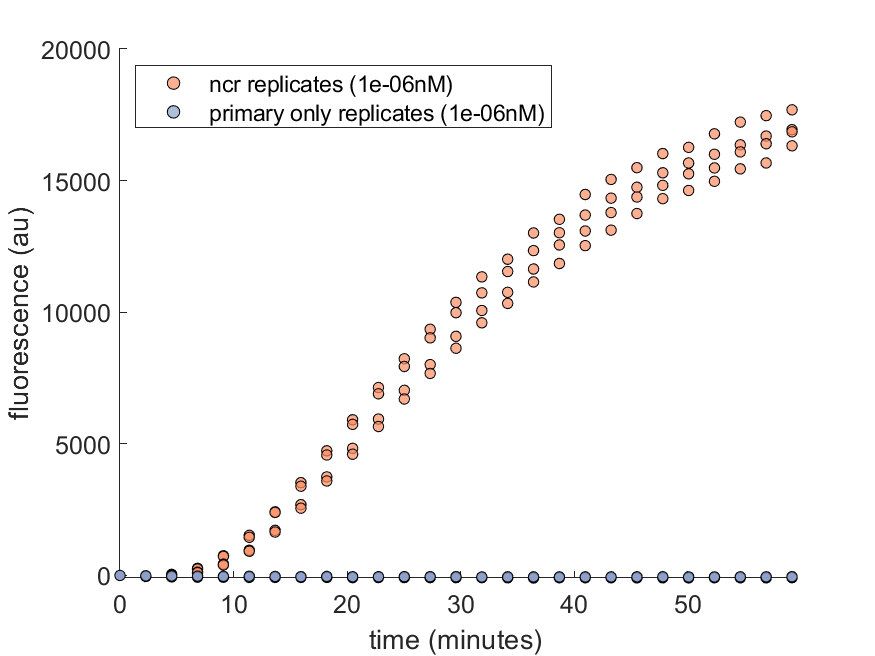 20000
15000
10000
5000
0
fluorescence (au)
ncr replicates (1e-06nM)
primary only replicates (1e-06nM)
0 10 20 30 40 50
time (minutes)